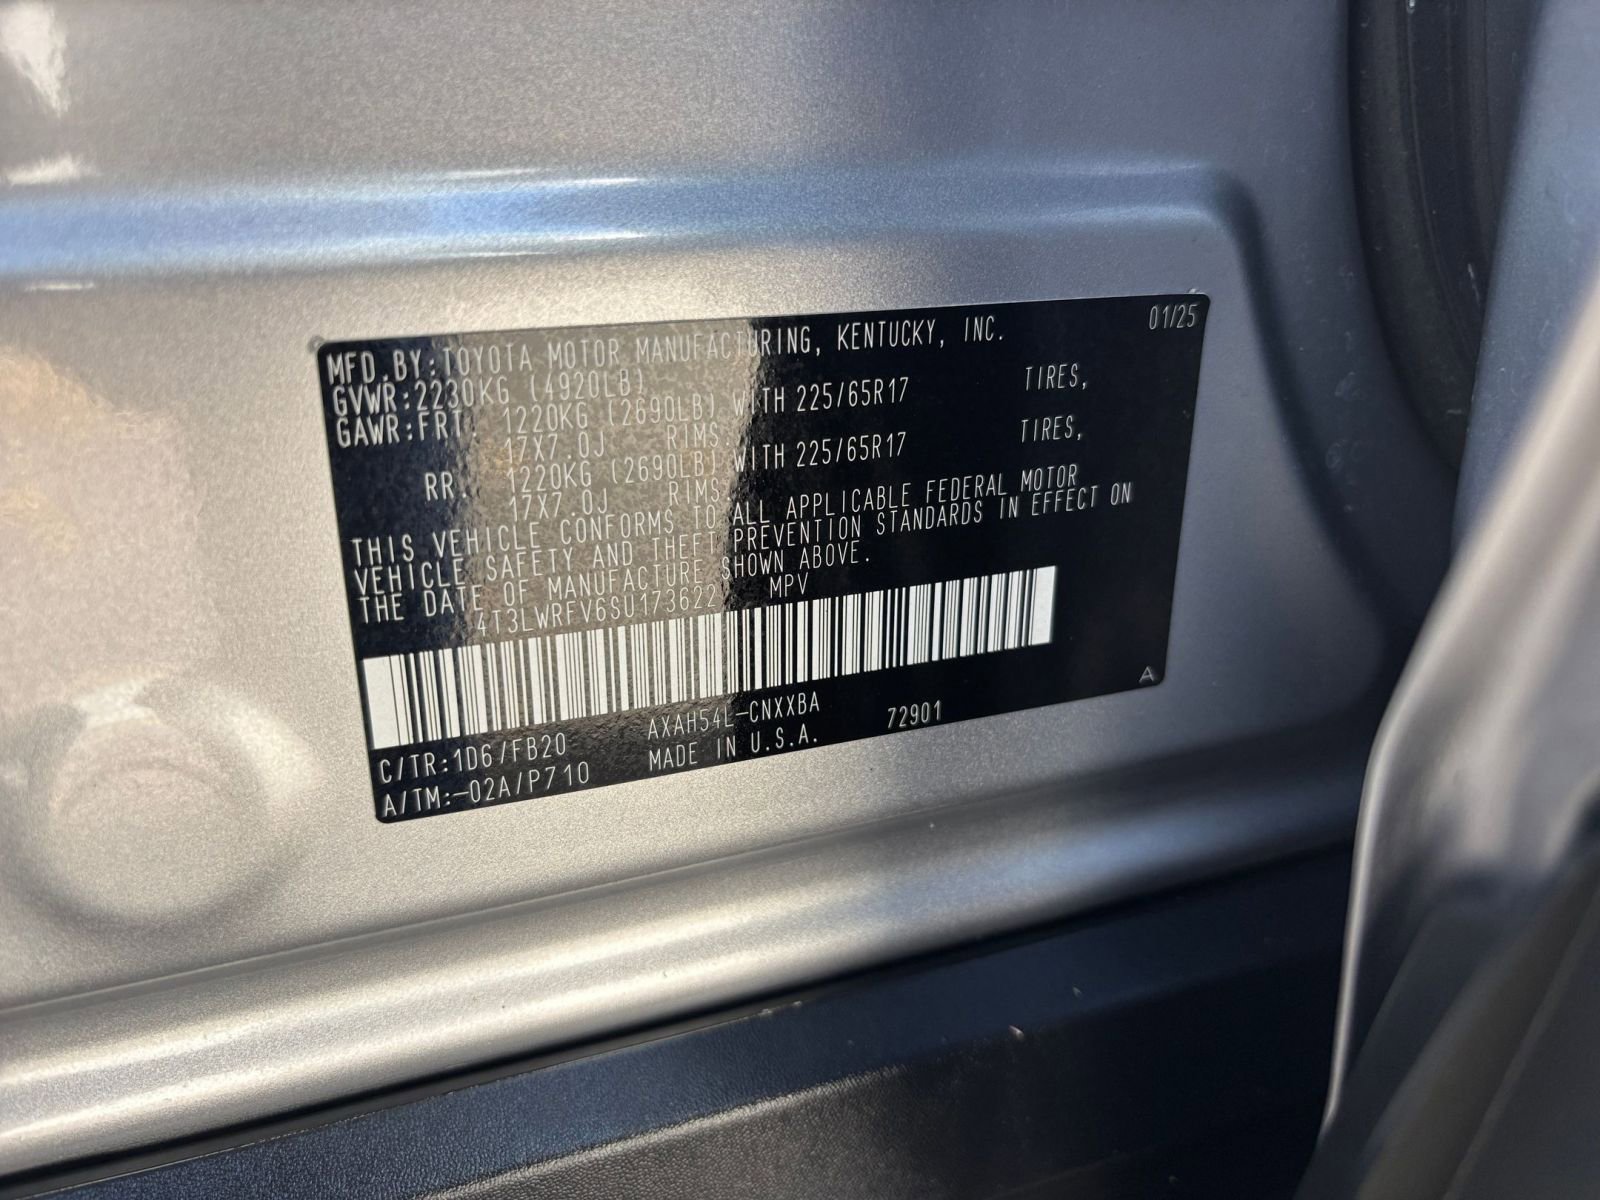 01/25
MFD.BY:TOYOTA MOTOR MANUFACTURING, KENTUCKY, INC.
GVWR:2230KG (4920LB)
GAWR:FRT: 1220KG (2690LB) WITH 225/65R17 TIRES,
17X7.0J RIMS.
RR. 1220KG (2690LB) WITH 225/65R17 TIRES,
17X7.0J RIMS
THIS VEHICLE CONFORMS TO ALL APPLICABLE FEDERAL MOTOR
VEHICLE SAFETY AND THEFT PREVENTION STANDARDS IN EFFECT ON
THE DATE OF MANUFACTURE SHOWN ABOVE.
MPV
A
C/TR:1D6/FB20 AXAH54L-CNXXBA 72901
A/TM:-02A/P710 MADE IN U.S.A.